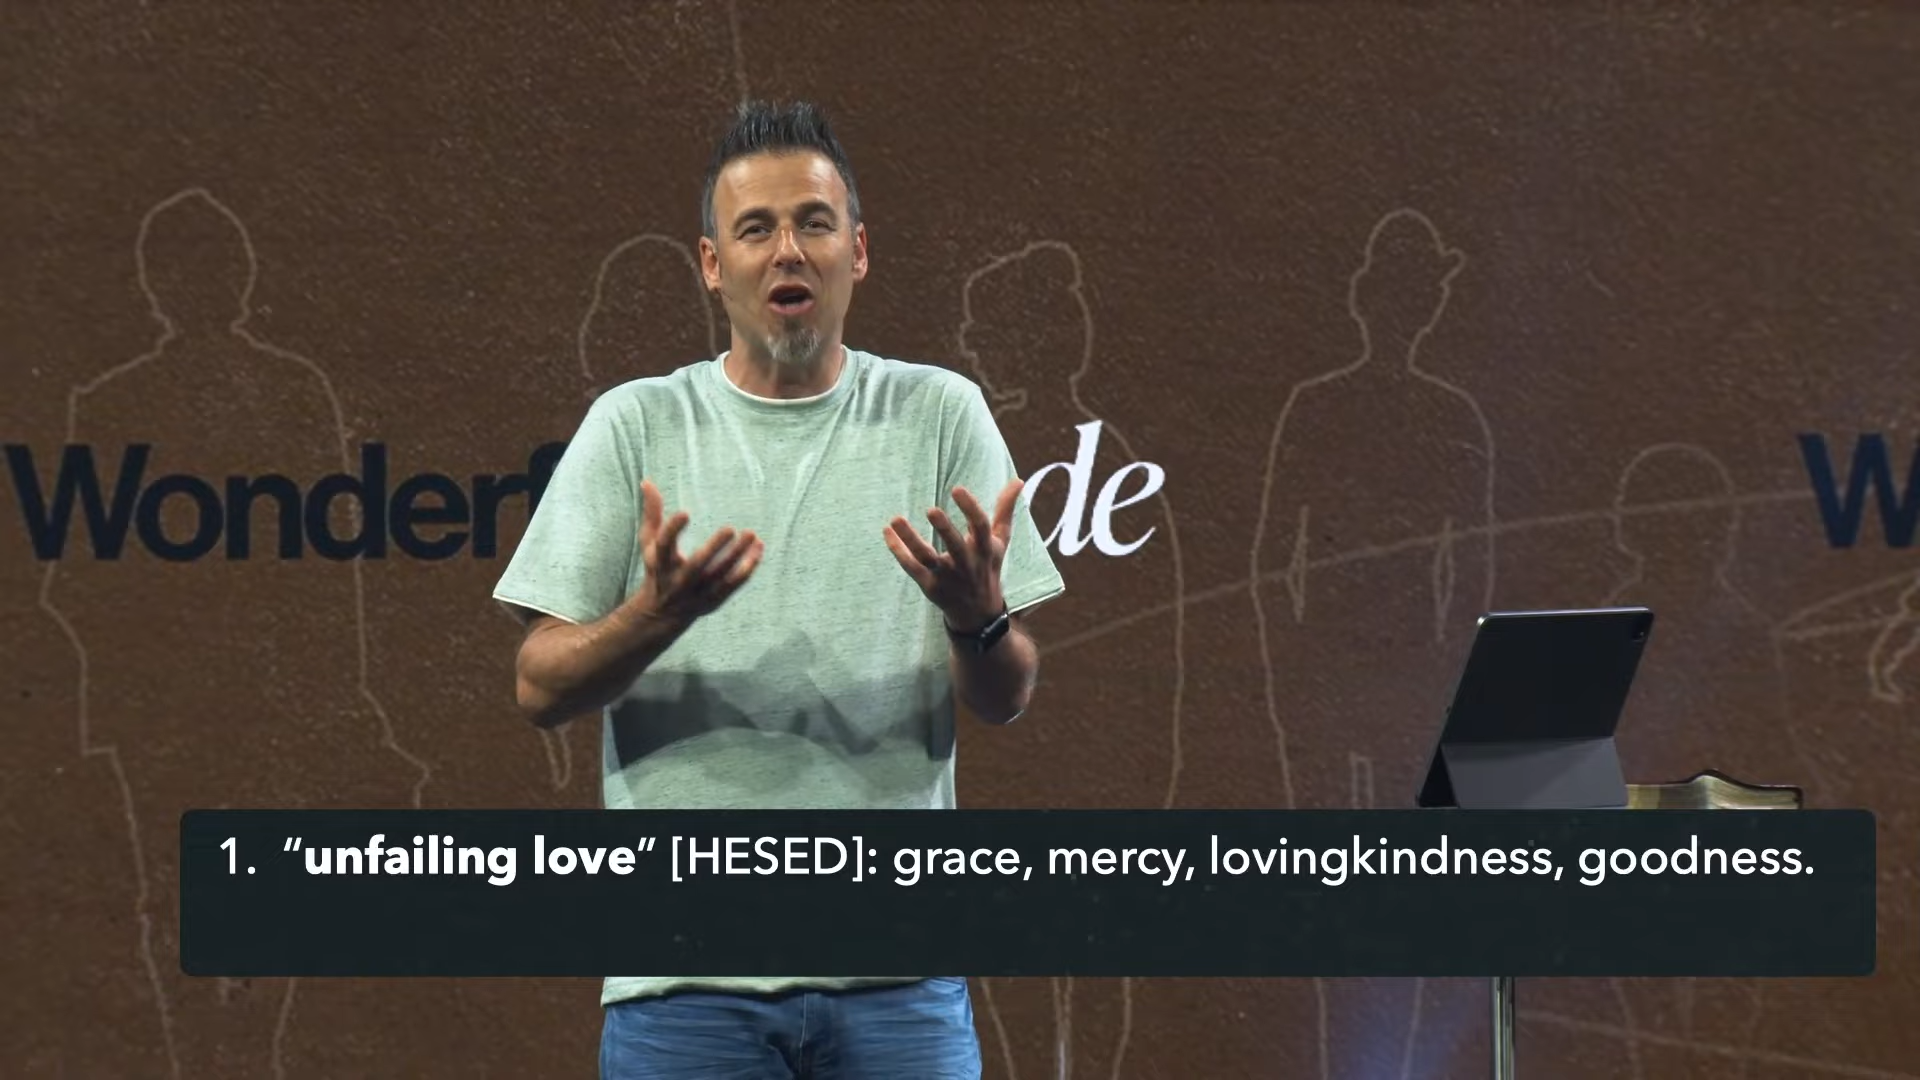 Wonderf de W
1. “unfailing love” [HESED]: grace, mercy, lovingkindness, goodness.